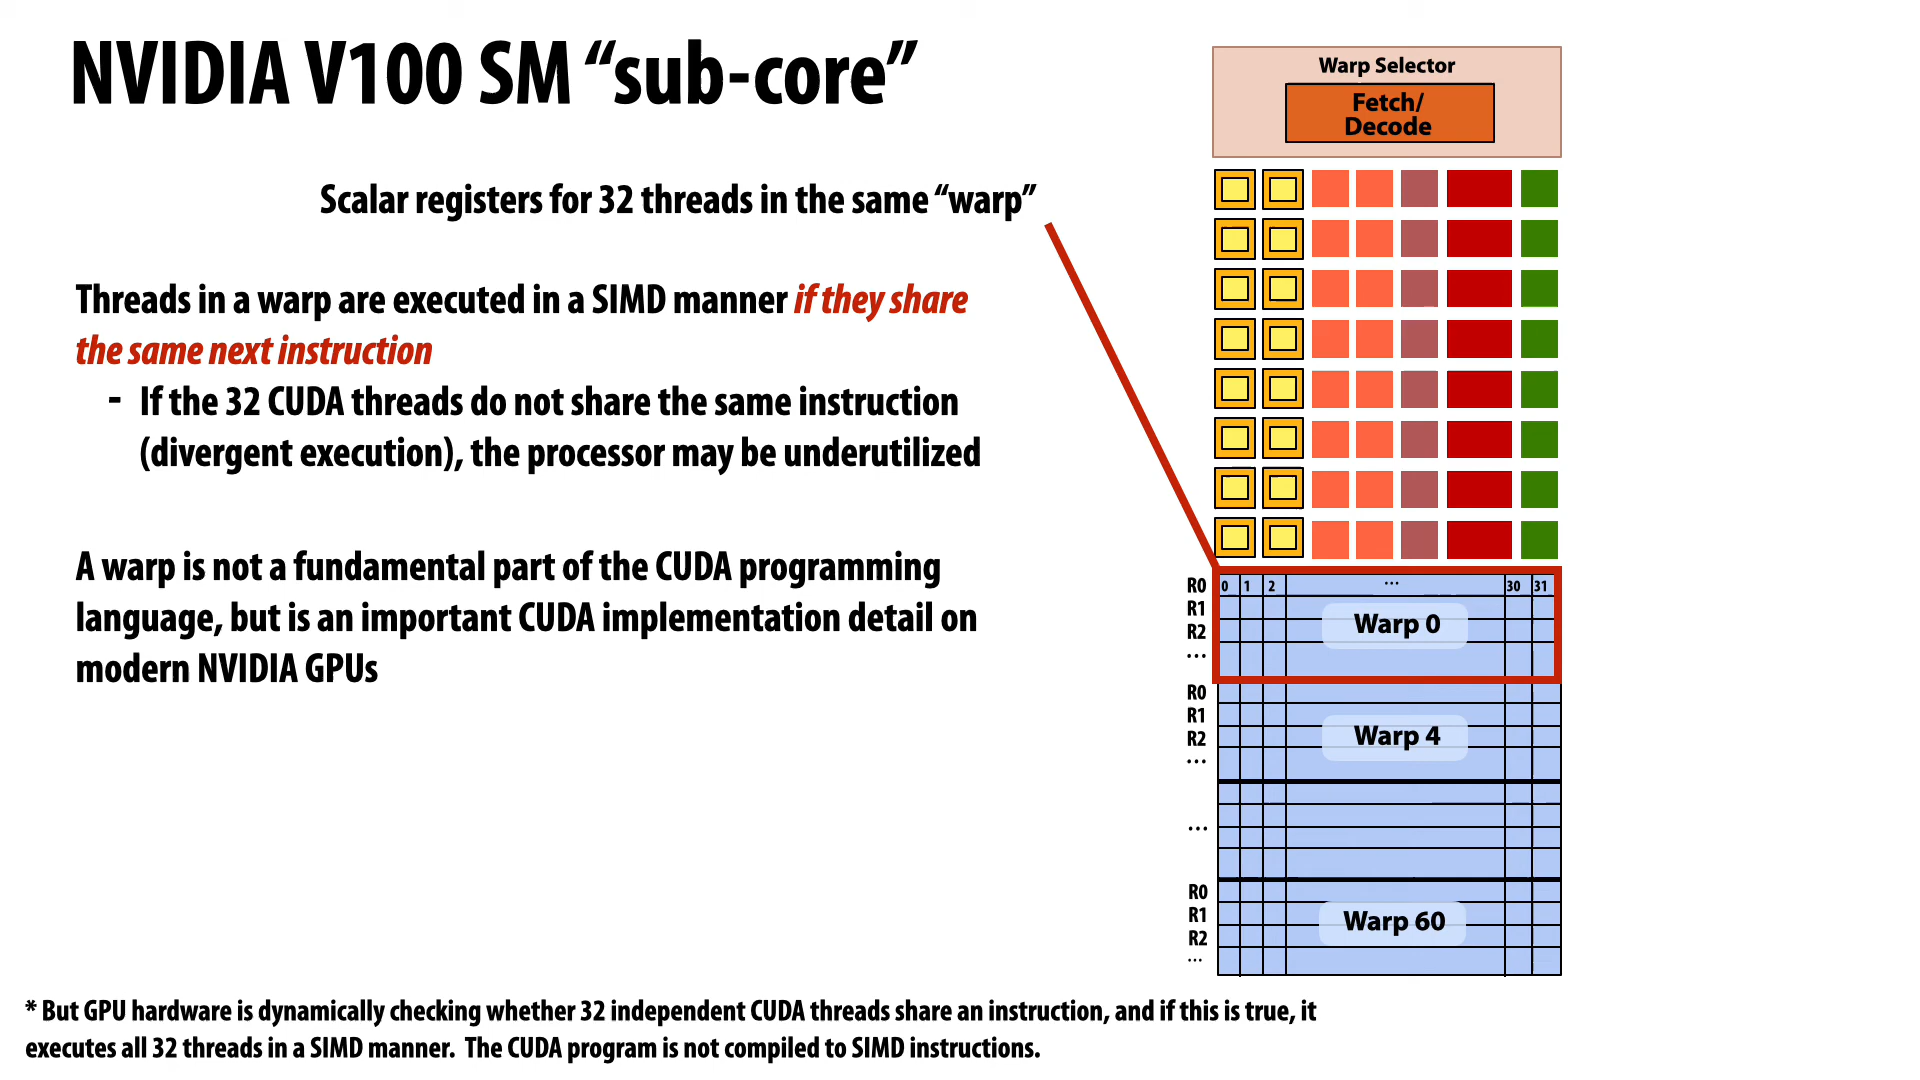 NVIDIA V100 SM “sub-core”
Scalar registers for 32 threads in the same “warp”
Threads in a warp are executed in a SIMD manner if they share
the same next instruction
- If the 32 CUDA threads do not share the same instruction
(divergent execution), the processor may be underutilized
A warp is not a fundamental part of the CUDA programming
language, but is an important CUDA implementation detail on
modern NVIDIA GPUs
Warp Selector
Fetch/
Decode
R0 0 1 2 ... 30 31
R1
Warp 0
R2
...
R0
R1
Warp 4
R2
...
...
R0
R1
Warp 60
R2
...
* But GPU hardware is dynamically checking whether 32 independent CUDA threads share an instruction, and if this is true, it
executes all 32 threads in a SIMD manner. The CUDA program is not compiled to SIMD instructions.